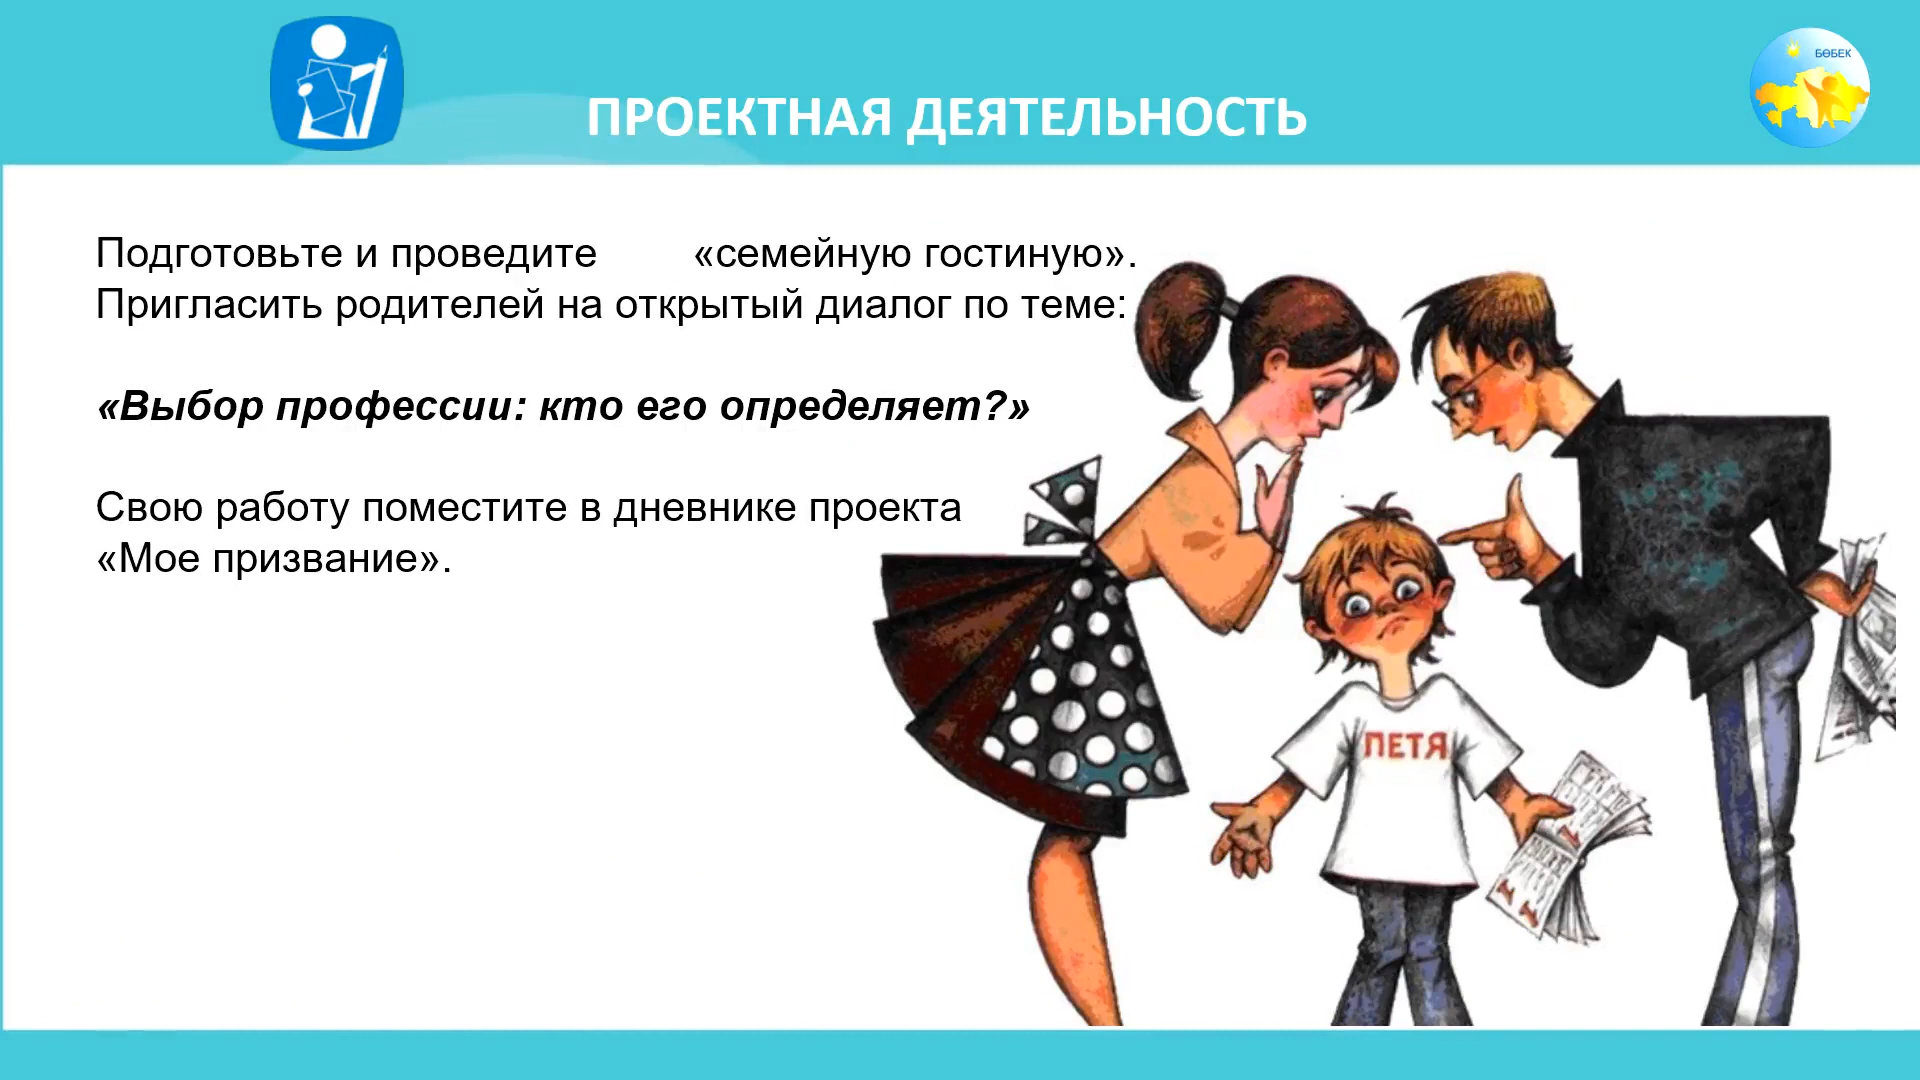 БӨБЕК
ПРОЕКТНАЯ ДЕЯТЕЛЬНОСТЬ
Подготовьте и проведите «семейную гостиную».
Пригласить родителей на открытый диалог по теме:
«Выбор профессии: кто его определяет?»
Свою работу поместите в дневнике проекта
«Мое призвание».
ПЕТЯ